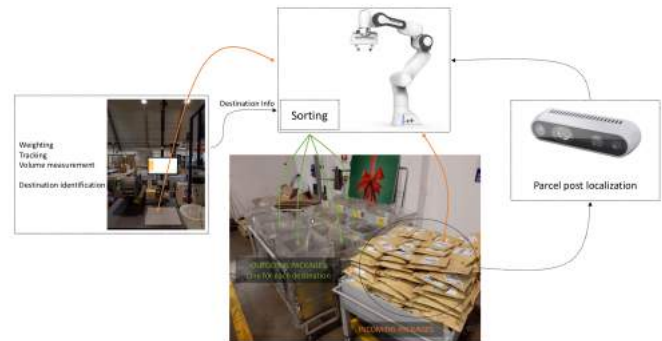 Destination Info
Sorting
Weighting
Tracking
Volume measurement
Destination identification
Parcel post localization
OUTGOING PACKAGES
One for each destination
INCOMING PACKAGES